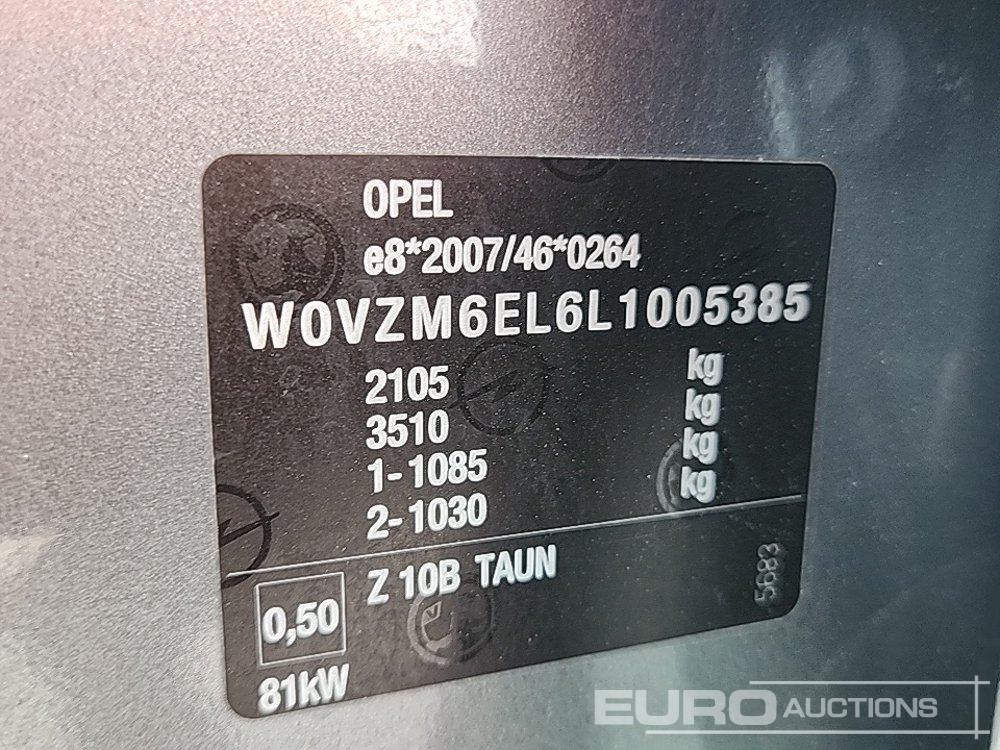 OPEL
e8*2007/46*0264
W0VZM6EL6L1005385
2105 kg
3510 kg
1-1085 kg
2-1030 kg
Z 10B TAUN
0,50
81kW
5683
EURO AUCTIONS